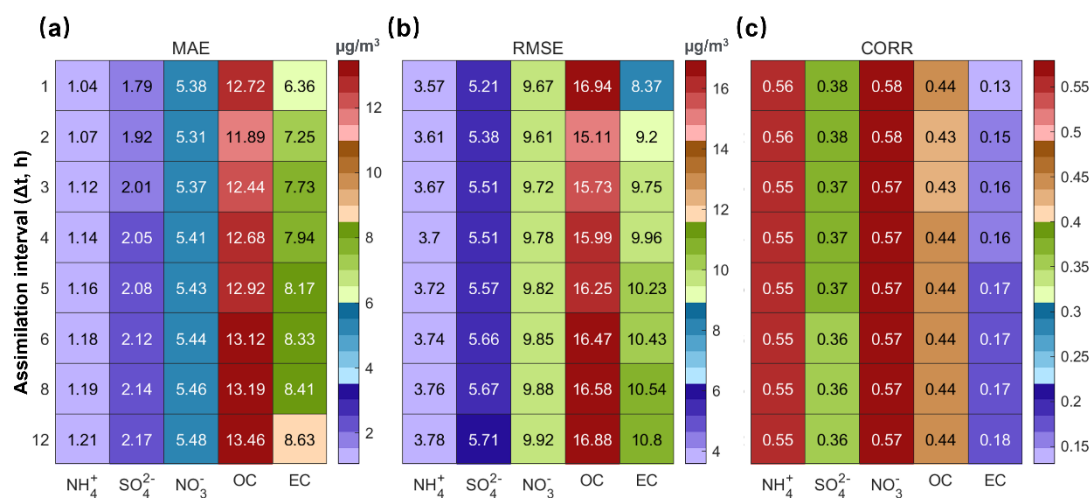 (a) MAE μg/m³
(b) RMSE μg/m³
(c) CORR
Assimilation interval (Δt, h)
1 1.04 1.79 5.38 12.72 6.36
2 1.07 1.92 5.31 11.89 7.25
3 1.12 2.01 5.37 12.44 7.73
4 1.14 2.05 5.41 12.68 7.94
5 1.16 2.08 5.43 12.92 8.17
6 1.18 2.12 5.44 13.12 8.33
8 1.19 2.14 5.46 13.19 8.41
12 1.21 2.17 5.48 13.46 8.63
NH₄⁺ SO₄²⁻ NO₃⁻ OC EC
12
10
8
6
4
2
3.57 5.21 9.67 16.94 8.37
3.61 5.38 9.61 15.11 9.2
3.67 5.51 9.72 15.73 9.75
3.7 5.51 9.78 15.99 9.96
3.72 5.57 9.82 16.25 10.23
3.74 5.66 9.85 16.47 10.43
3.76 5.67 9.88 16.58 10.54
3.78 5.71 9.92 16.88 10.8
NH₄⁺ SO₄²⁻ NO₃⁻ OC EC
16
14
12
10
8
6
4
0.56 0.38 0.58 0.44 0.13
0.56 0.38 0.58 0.43 0.15
0.55 0.37 0.57 0.43 0.16
0.55 0.37 0.57 0.44 0.16
0.55 0.37 0.57 0.44 0.17
0.55 0.36 0.57 0.44 0.17
0.55 0.36 0.57 0.44 0.17
0.55 0.36 0.57 0.44 0.18
NH₄⁺ SO₄²⁻ NO₃⁻ OC EC
0.55
0.5
0.45
0.4
0.35
0.3
0.25
0.2
0.15